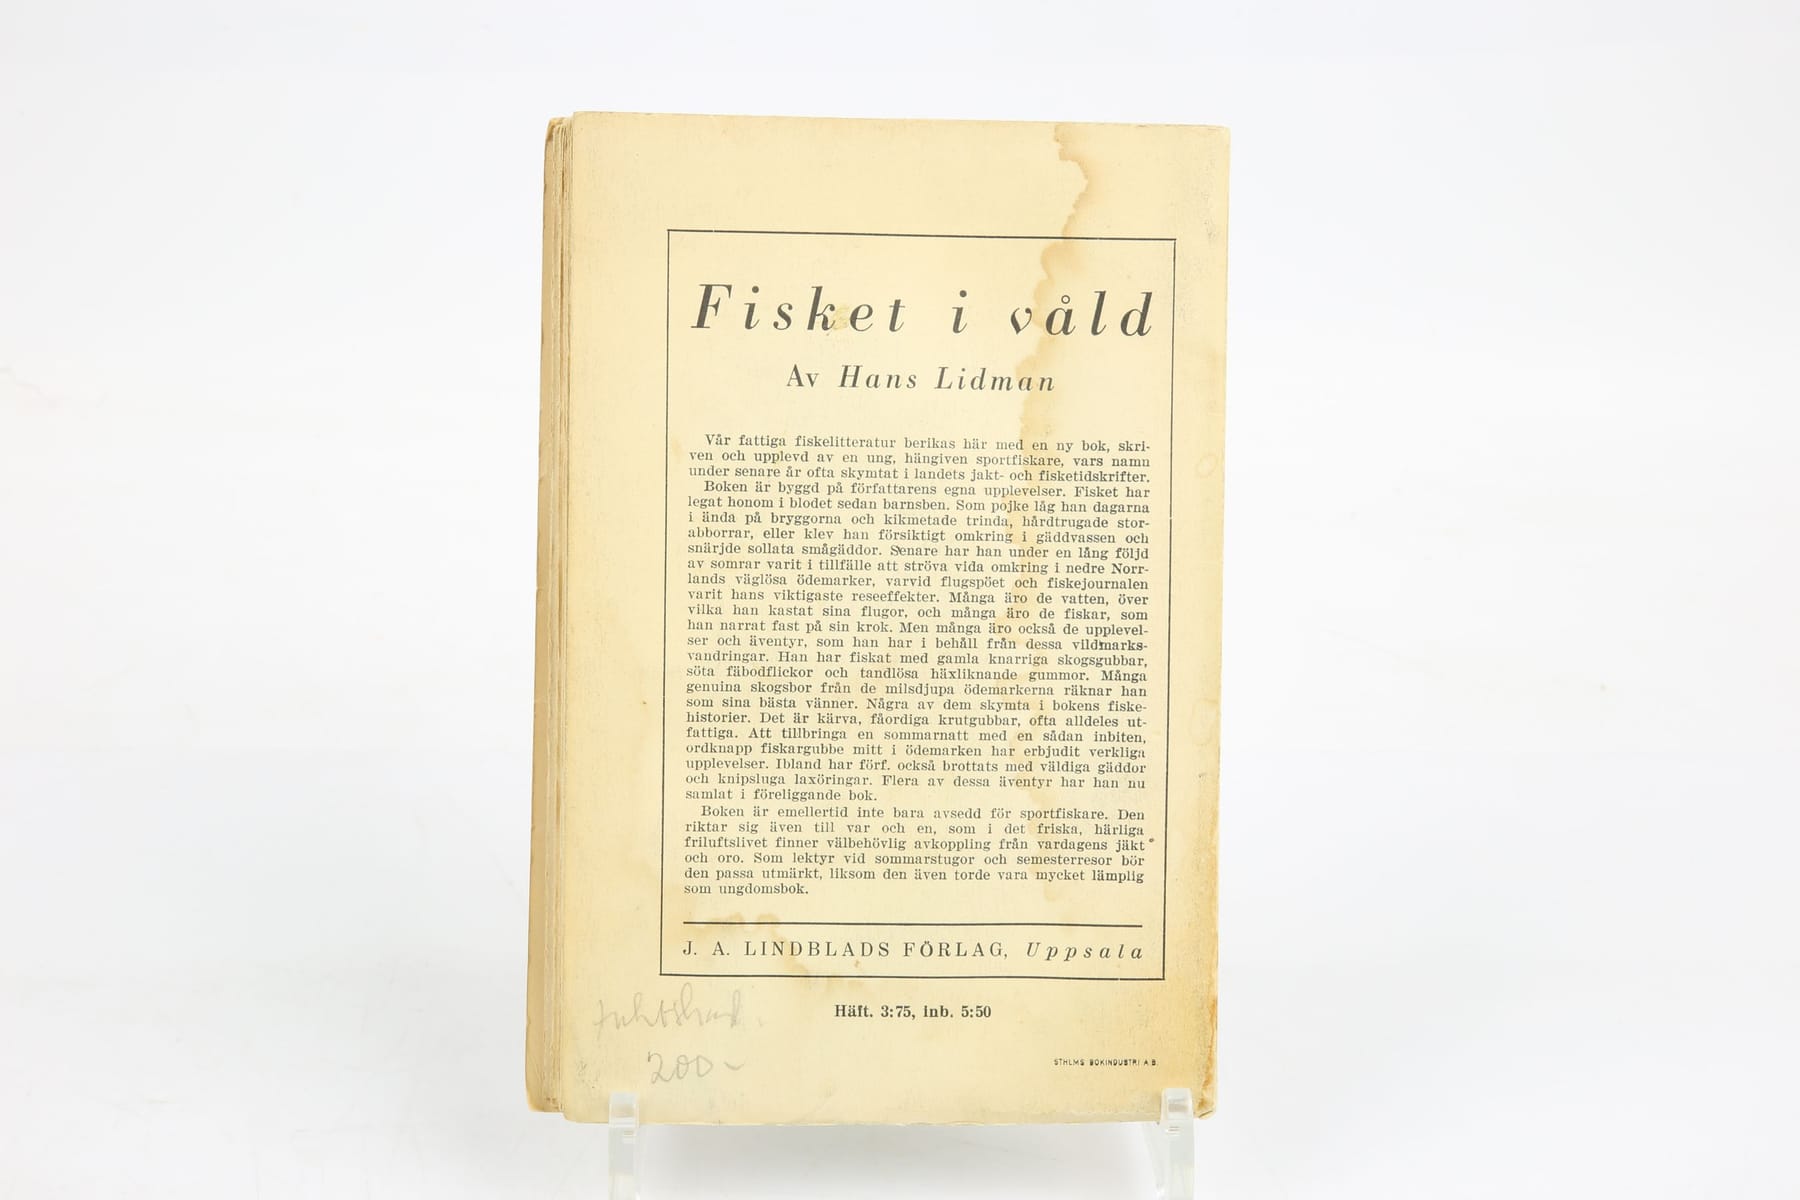 Fisket i våld
Av Hans Lidman
Vår fattiga fiskelitteratur berikas här med en ny bok, skri-
ven och upplevd av en ung, hängiven sportfiskare, vars namn
under senare år ofta skymtat i landets jakt- och fisketidskrifter.
Boken är byggd på författarens egna upplevelser. Fisket har
legat honom i blodet sedan barnsben. Som pojke låg han dagarna
i ända på bryggorna och kikmetade trinda, hårdtrugade stor-
abborrar, eller klev han försiktigt omkring i gäddvassen och
snärjde sollata smågäddor. Senare har han under en lång följd
av somrar varit i tillfälle att ströva vida omkring i nedre Norr-
lands väglösa ödemarker, varvid flugspöet och fiskejournalen
varit hans viktigaste reseeffekter. Många äro de vatten, över
vilka han kastat sina flugor, och många äro de fiskar, som
han narrat fast på sin krok. Men många äro också de upplevel-
ser och äventyr, som han har i behåll från dessa vildmarks-
vandringar. Han har fiskat med gamla knarriga skogsgubbar,
söta fäbodflickor och tandlösa häxliknande gummor. Många
genuina skogsbor från de milsdjupa ödemarkerna räknar han
som sina bästa vänner. Några av dem skymta i bokens fiske-
historier. Det är kärva, fåordiga krutgubbar, ofta alldeles ut-
fattiga. Att tillbringa en sommarnatt med en sådan inbiten,
ordknapp fiskargubbe mitt i ödemarken har erbjudit verkliga
upplevelser. Ibland har förf. också brottats med väldiga gäddor
och knipsluga laxöringar. Flera av dessa äventyr har han nu
samlat i föreliggande bok.
Boken är emellertid inte bara avsedd för sportfiskare. Den
riktar sig även till var och en, som i det friska, härliga
friluftslivet finner välbehövlig avkoppling från vardagens jäkt
och oro. Som lektyr vid sommarstugor och semesterresor bör
den passa utmärkt, liksom den även torde vara mycket lämplig
som ungdomsbok.
J. A. LINDBLADS FÖRLAG, Uppsala
Häft. 3:75, inb. 5:50
200-
STHLMS BOKINDUSTRI A.B.